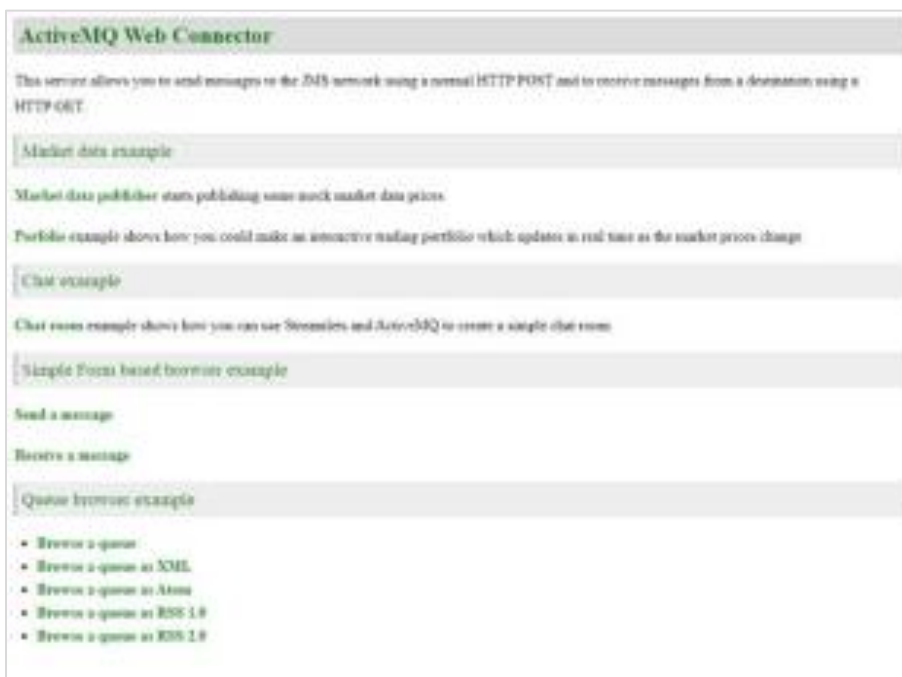 ActiveMQ Web Connector
This service allows you to send messages to the JMS network using a normal HTTP POST and to receive messages from a destination using a
HTTP GET.
Market data example
Market data publisher starts publishing some mock market data prices
Portfolio example shows how you could make an interactive trading portfolio which updates in real time as the market prices change
Chat example
Chat room example shows how you can use Streamlets and ActiveMQ to create a simple chat room
Simple Form based browser example
Send a message
Receive a message
Queue browser example
• Browse a queue
• Browse a queue as XML
• Browse a queue as Atom
• Browse a queue as RSS 1.0
• Browse a queue as RSS 2.0